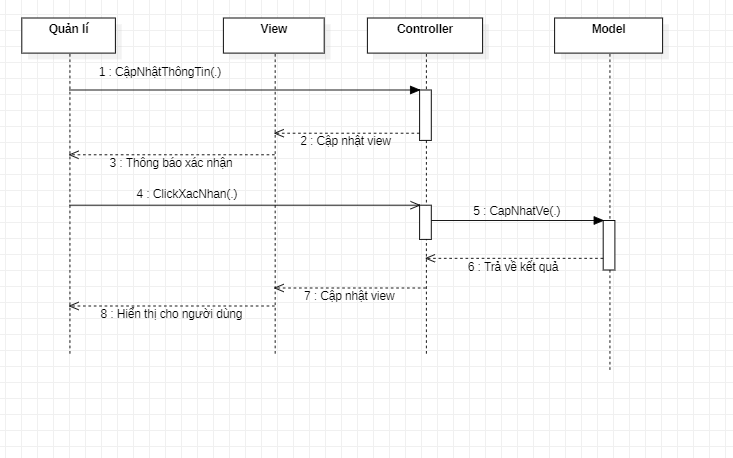 Quản lí
View
Controller
Model
1 : CậpNhậtThôngTin(.)
2 : Cập nhật view
3 : Thông báo xác nhận
4 : ClickXacNhan(.)
5 : CapNhatVe(.)
6 : Trả về kết quả
7 : Cập nhật view
8 : Hiển thị cho người dùng